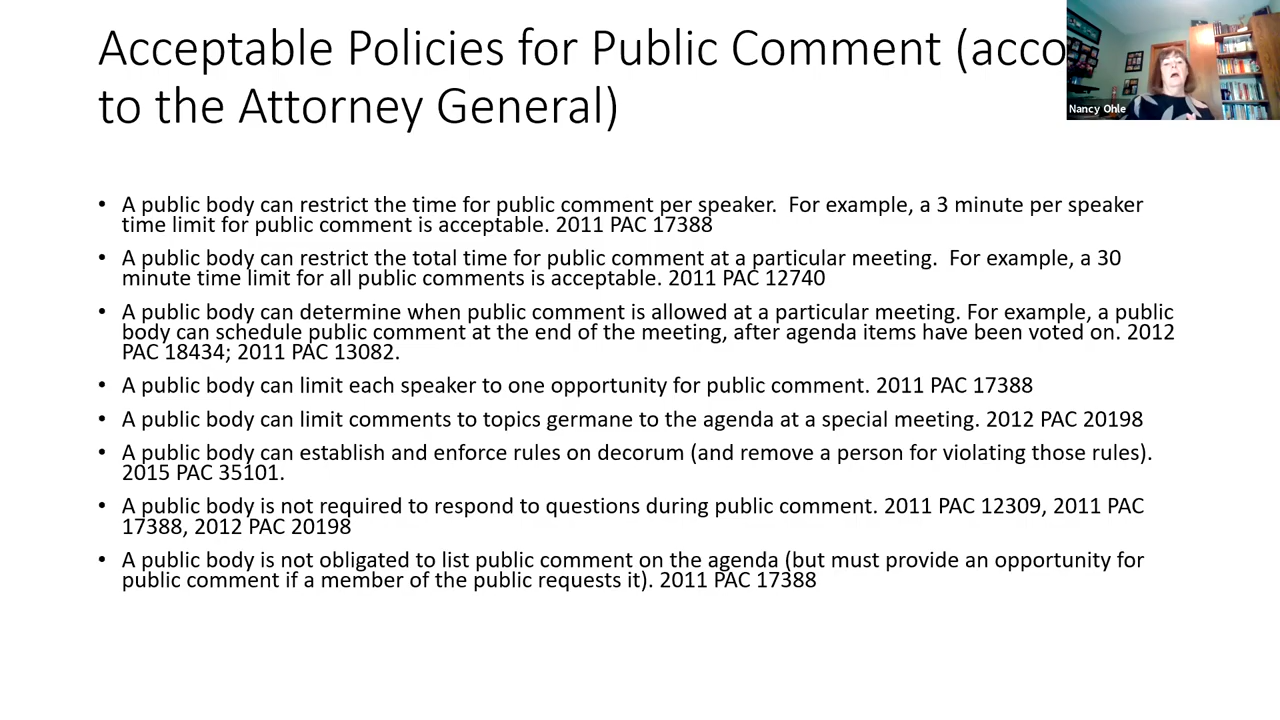 Acceptable Policies for Public Comment (acco
to the Attorney General)
Nancy Ohle
• A public body can restrict the time for public comment per speaker.  For example, a 3 minute per speaker
time limit for public comment is acceptable. 2011 PAC 17388
• A public body can restrict the total time for public comment at a particular meeting.  For example, a 30
minute time limit for all public comments is acceptable. 2011 PAC 12740
• A public body can determine when public comment is allowed at a particular meeting. For example, a public
body can schedule public comment at the end of the meeting, after agenda items have been voted on. 2012
PAC 18434; 2011 PAC 13082.
• A public body can limit each speaker to one opportunity for public comment. 2011 PAC 17388
• A public body can limit comments to topics germane to the agenda at a special meeting. 2012 PAC 20198
• A public body can establish and enforce rules on decorum (and remove a person for violating those rules).
2015 PAC 35101.
• A public body is not required to respond to questions during public comment. 2011 PAC 12309, 2011 PAC
17388, 2012 PAC 20198
• A public body is not obligated to list public comment on the agenda (but must provide an opportunity for
public comment if a member of the public requests it). 2011 PAC 17388